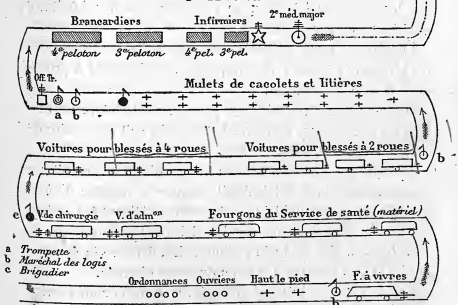 Brancardiers Infirmiers 2e méd. major
4e peloton 3e peloton 4e pel. 3e pel.
Off. Tr.
Mulets de cacolets et litières
a b
Voitures pour blessés à 4 roues Voitures pour blessés à 2 roues
b
c V. de chirurgie V. d'admon Fourgons du Service de santé (matériel)
a Trompette
b Maréchal des logis
c Brigadier
Ordonnances Ouvriers Haut le pied F. à vivres
b